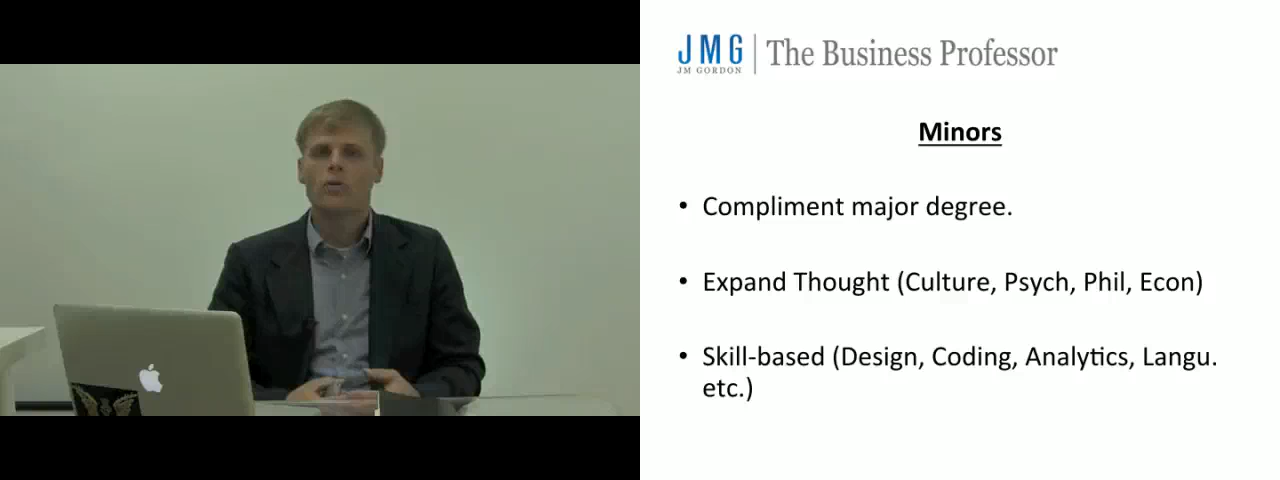 JMG
JM GORDON
The Business Professor
Minors
• Compliment major degree.
• Expand Thought (Culture, Psych, Phil, Econ)
• Skill-based (Design, Coding, Analytics, Langu.
etc.)